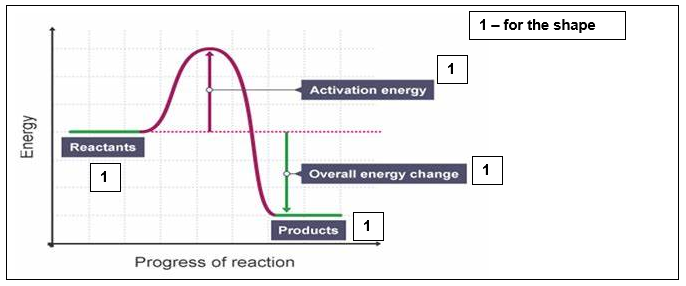 1 – for the shape
1
Activation energy
Energy
Reactants
1
Overall energy change
1
Products
1
Progress of reaction